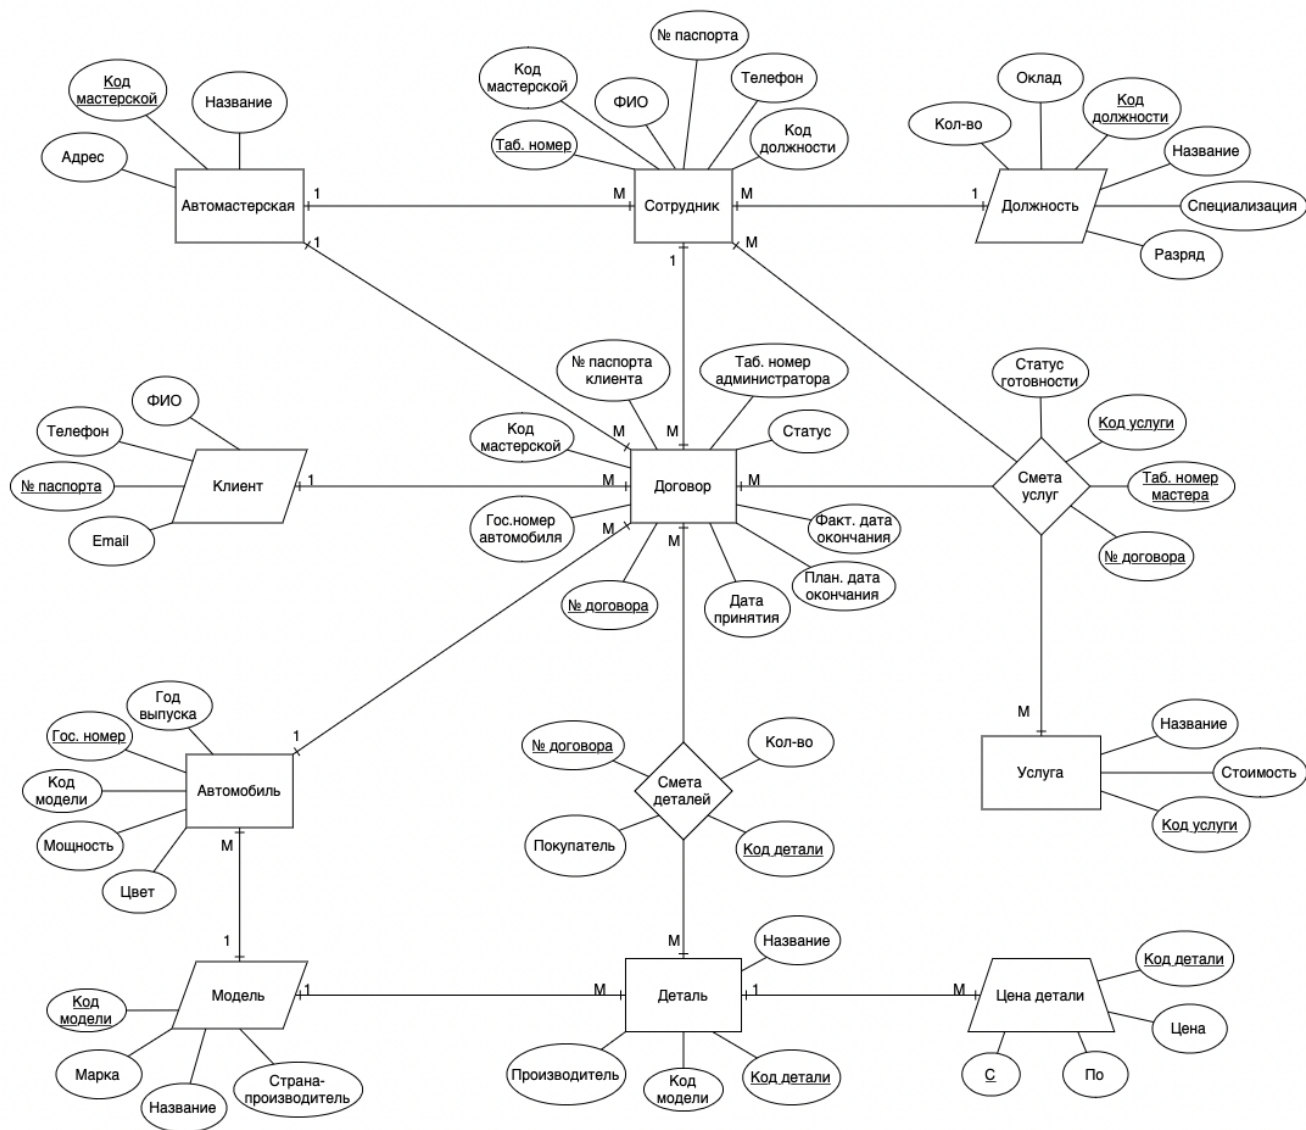 № паспорта
Код
мастерской
Название
Код
мастерской
ФИО
Телефон
Оклад
Код
должности
Кол-во
Адрес
Таб. номер
Код
должности
Название
Автомастерская
1
М
Сотрудник
М
1
Должность
Специализация
1
1
М
Разряд
№ паспорта
клиента
Таб. номер
администратора
Статус
готовности
ФИО
Телефон
Код
мастерской
М
М
Статус
Код услуги
№ паспорта
Клиент
1
М
Договор
М
Смета
услуг
Таб. номер
мастера
Email
Гос.номер
автомобиля
М
М
Факт. дата
окончания
№ договора
План. дата
окончания
№ договора
Дата
принятия
Год
выпуска
Гос. номер
1
№ договора
Кол-во
М
Название
Код
модели
Автомобиль
Смета
деталей
Услуга
Стоимость
Мощность
М
Покупатель
Код детали
Код услуги
Цвет
1
М
Название
Код детали
Код
модели
Модель
1
М
Деталь
1
М
Цена детали
Цена
Марка
Название
Страна-
производитель
Производитель
Код
модели
Код детали
С
По